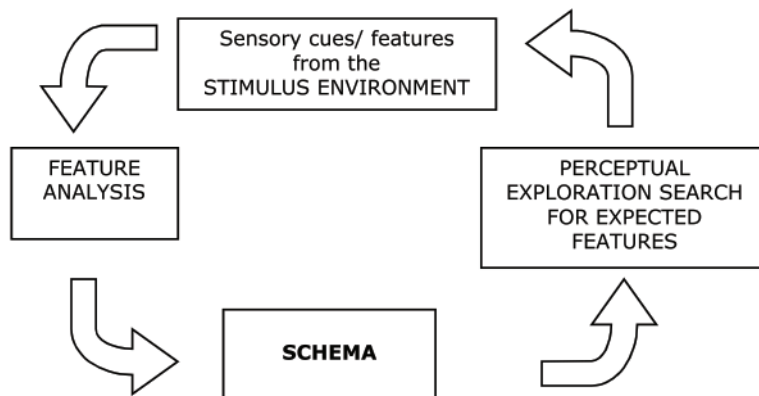 Sensory cues/ features
from the
STIMULUS ENVIRONMENT
FEATURE
ANALYSIS
PERCEPTUAL
EXPLORATION SEARCH
FOR EXPECTED
FEATURES
SCHEMA